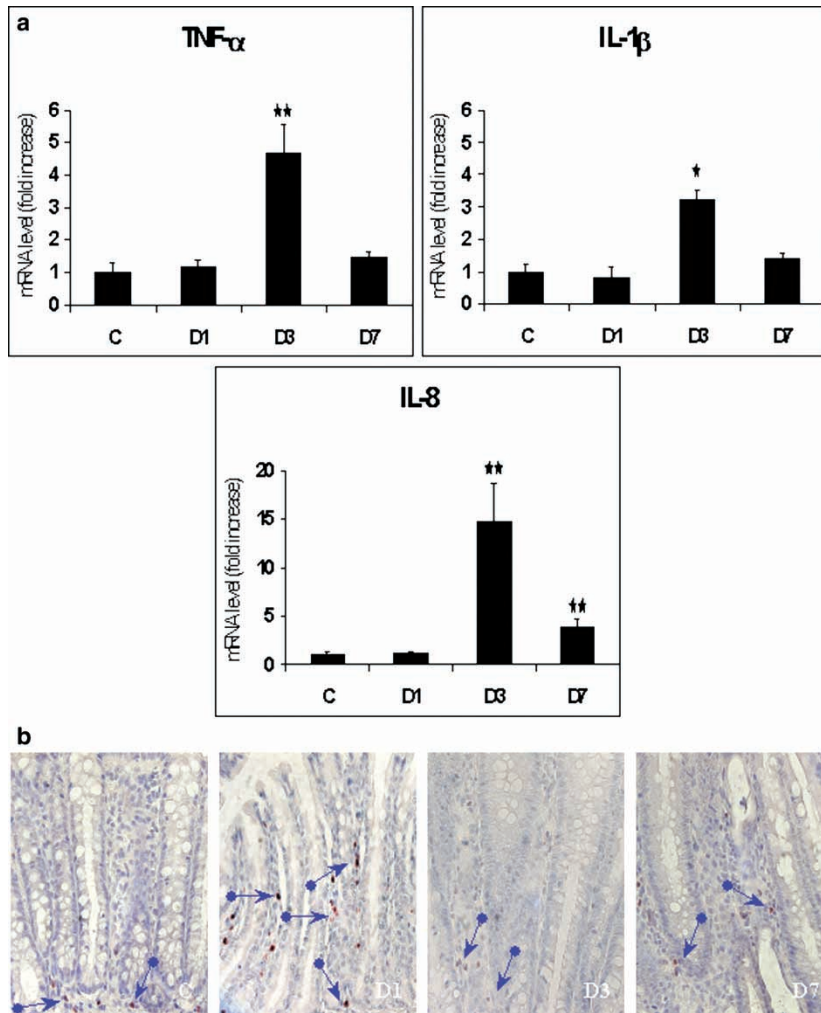 a
TNF-α
mRNA level (fold increase)
6
5
4
3
2
1
0
C D1 D3 D7
**
IL-1β
mRNA level (fold increase)
6
5
4
3
2
1
0
C D1 D3 D7
*
IL-8
mRNA level (fold increase)
20
15
10
5
0
C D1 D3 D7
**
**
b
C
D1
D3
D7